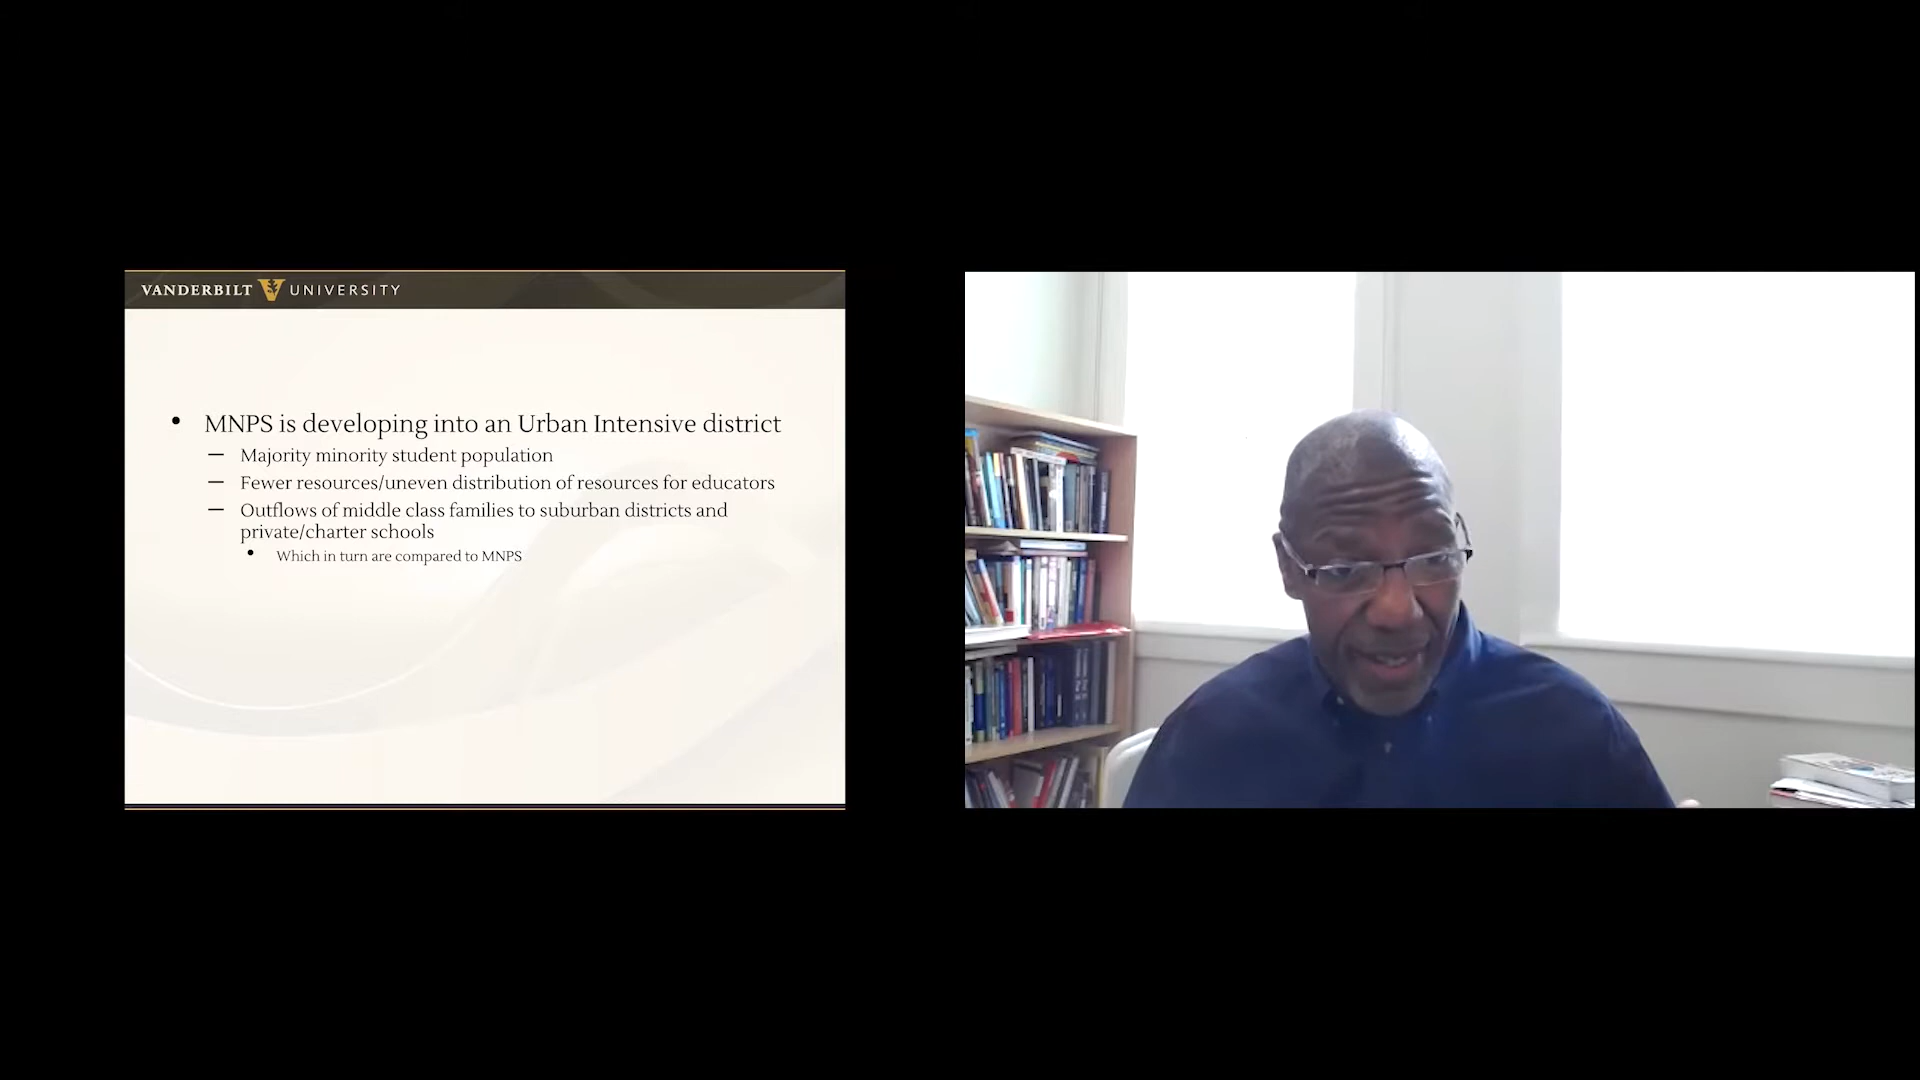 VANDERBILT UNIVERSITY
• MNPS is developing into an Urban Intensive district
— Majority minority student population
— Fewer resources/uneven distribution of resources for educators
— Outflows of middle class families to suburban districts and
private/charter schools
• Which in turn are compared to MNPS